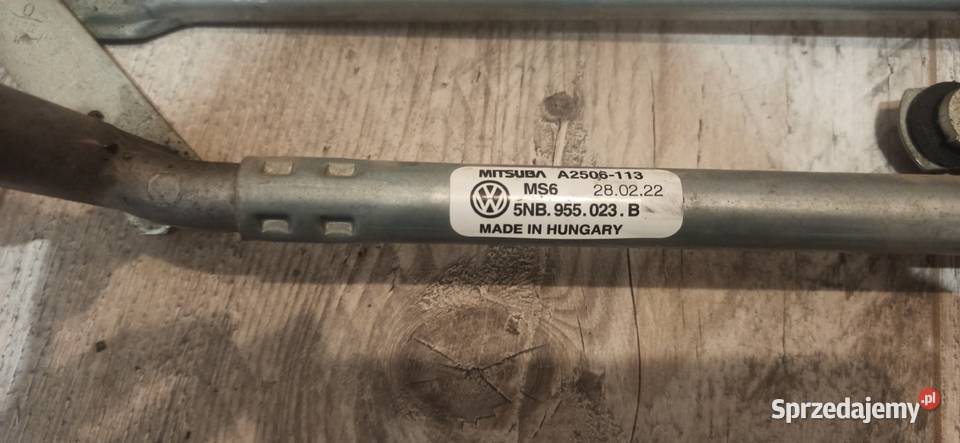 MITSUBA A2506-113
MS6 28.02.22
5NB.955.023.B
MADE IN HUNGARY
Sprzedajemy.pl